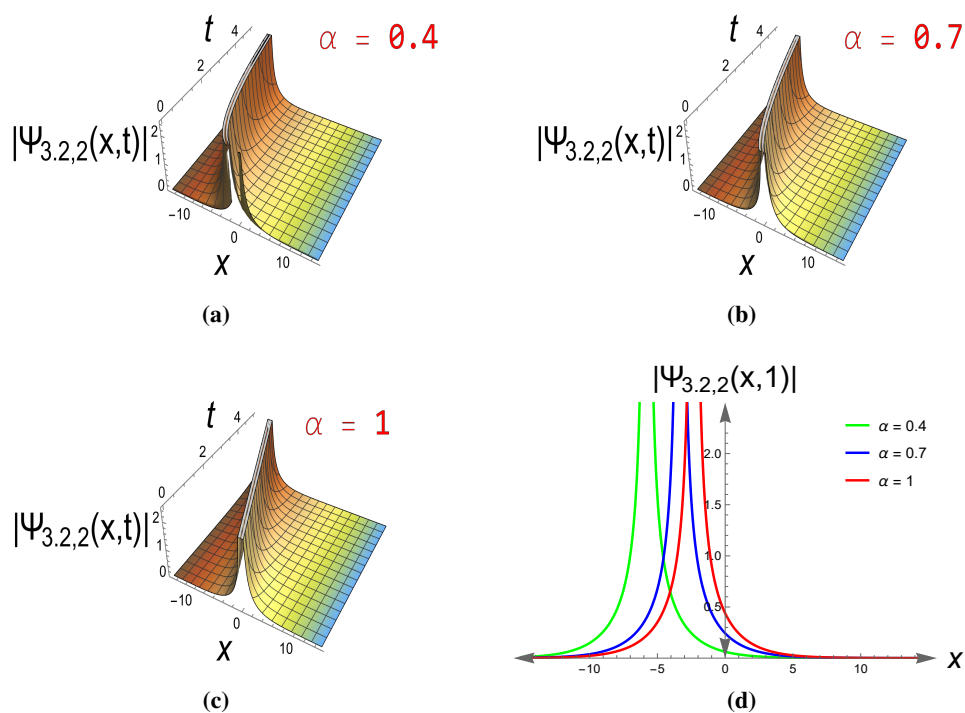 α = 0.4
t
4
2
0
|Ψ3.2,2(x,t)|
2
1
0
−10
0
10
x
(a)
α = 0.7
t
4
2
0
|Ψ3.2,2(x,t)|
2
1
0
−10
0
10
x
(b)
α = 1
t
4
2
0
|Ψ3.2,2(x,t)|
2
1
0
−10
0
10
x
(c)
|Ψ3.2,2(x,1)|
2.0
1.5
1.0
0.5
−10
−5
0
5
10
x
α = 0.4
α = 0.7
α = 1
(d)